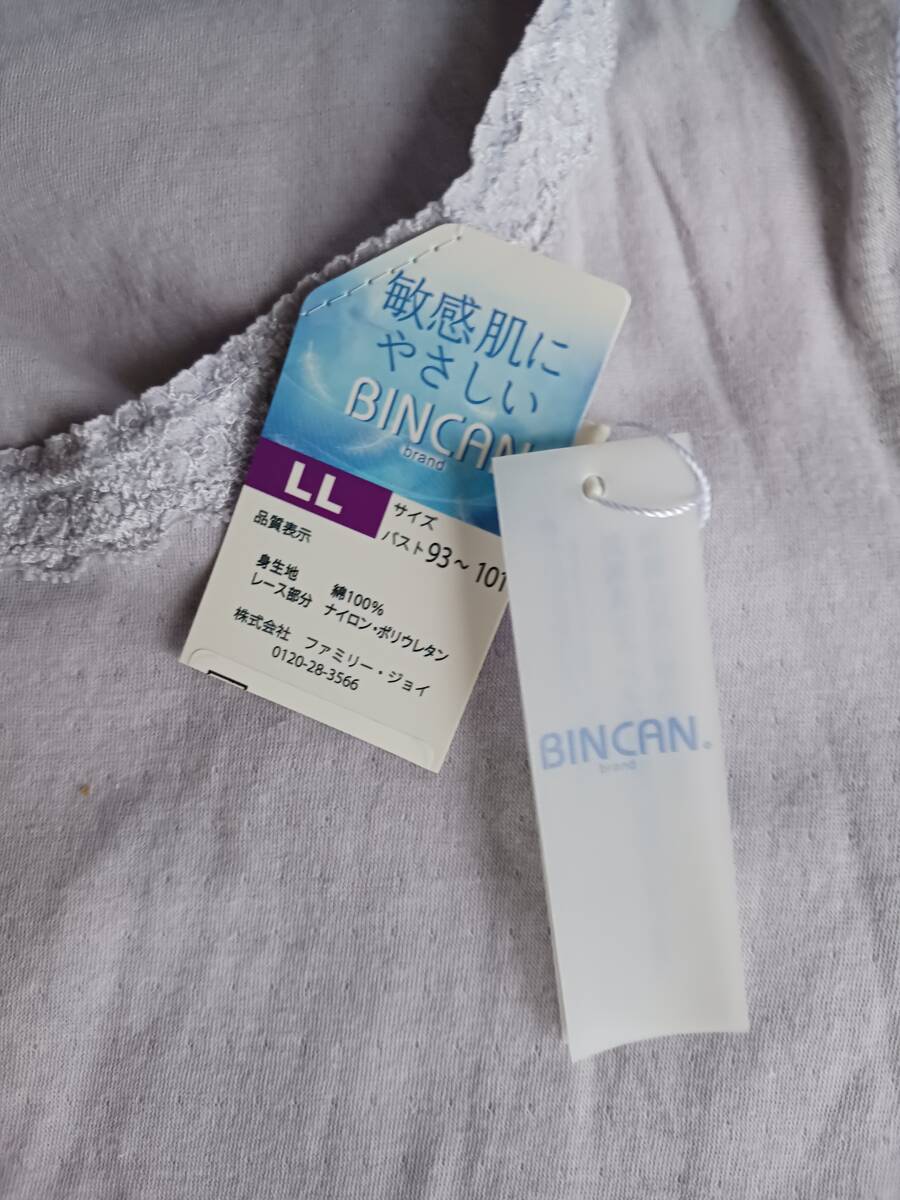 敏感肌に
やさしい
BINCAN
brand
LL
サイズ
バスト93〜101
品質表示
身生地 綿100%
レース部分 ナイロン・ポリウレタン
株式会社 ファミリー・ジョイ
0120-28-3566
BINCAN®
brand